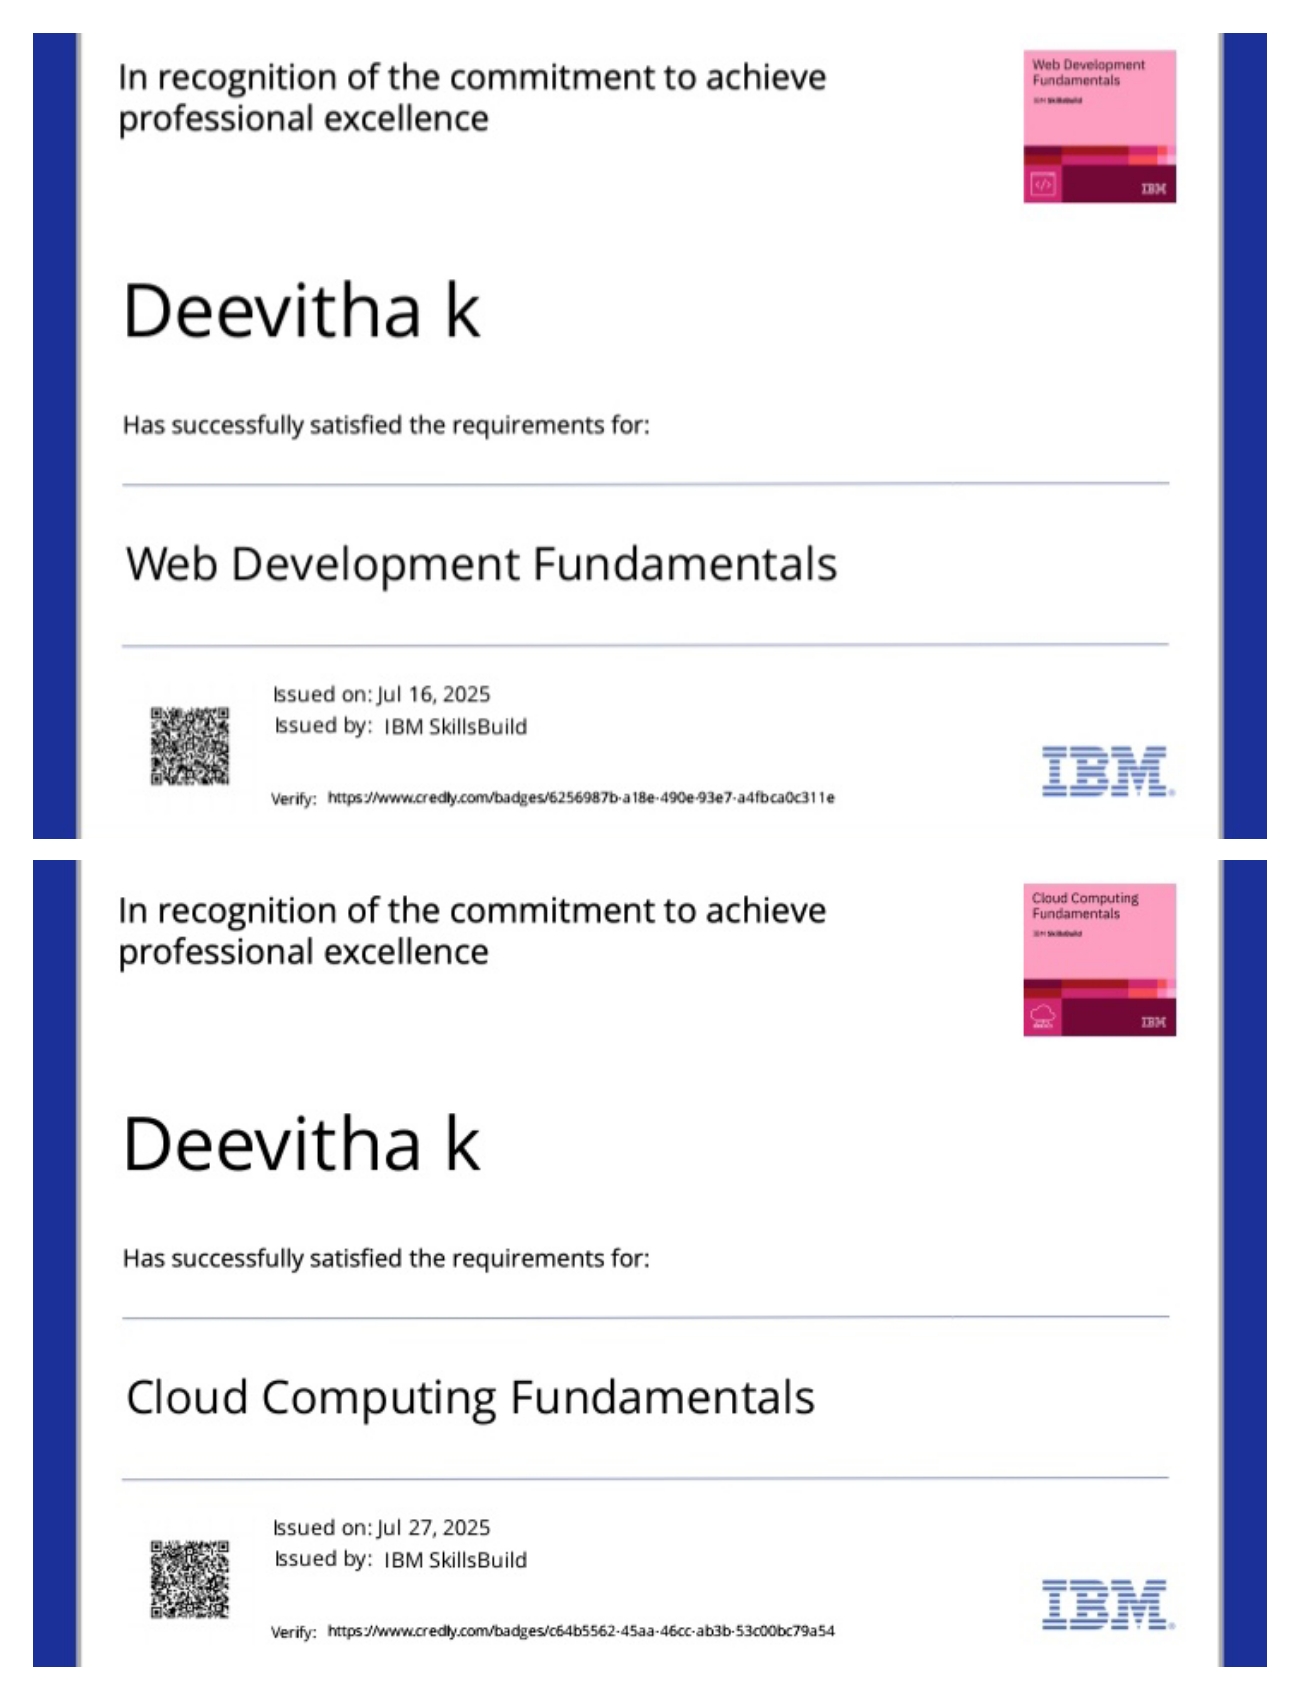 In recognition of the commitment to achieve
professional excellence
Web Development
Fundamentals
IBM SkillsBuild
IBM
Deevitha k
Has successfully satisfied the requirements for:
Web Development Fundamentals
Issued on: Jul 16, 2025
Issued by: IBM SkillsBuild
Verify: https://www.credly.com/badges/6256987b-a18e-490e-93e7-a4fbca0c311e
IBM®
In recognition of the commitment to achieve
professional excellence
Cloud Computing
Fundamentals
IBM SkillsBuild
IBM
Deevitha k
Has successfully satisfied the requirements for:
Cloud Computing Fundamentals
Issued on: Jul 27, 2025
Issued by: IBM SkillsBuild
Verify: https://www.credly.com/badges/c64b5562-45aa-46cc-ab3b-53c00bc79a54
IBM®